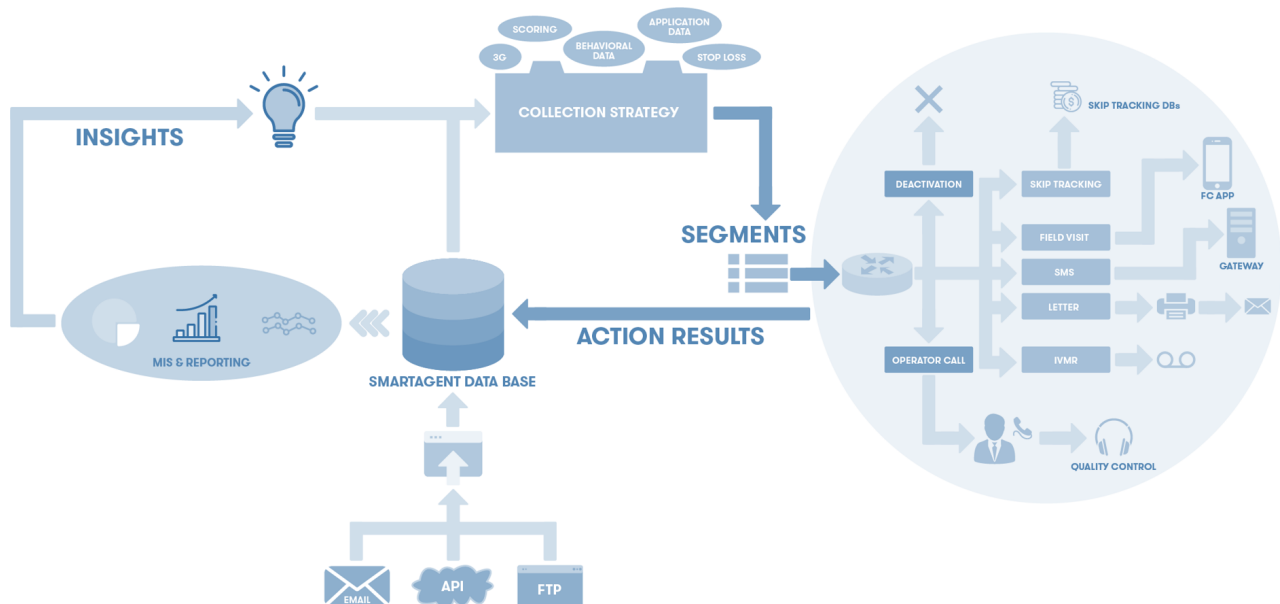 SCORING
APPLICATION
DATA
3G
BEHAVIORAL
DATA
STOP LOSS
COLLECTION STRATEGY
INSIGHTS
SEGMENTS
ACTION RESULTS
MIS & REPORTING
SMARTAGENT DATA BASE
EMAIL
API
FTP
SKIP TRACKING DBs
DEACTIVATION
SKIP TRACKING
FC APP
FIELD VISIT
SMS
GATEWAY
LETTER
OPERATOR CALL
IVMR
QUALITY CONTROL
$